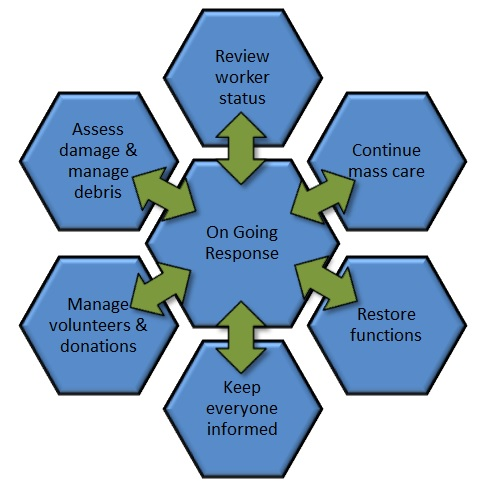 Review
worker
status
Assess
damage &
manage
debris
Continue
mass care
On Going
Response
Manage
volunteers &
donations
Restore
functions
Keep
everyone
informed